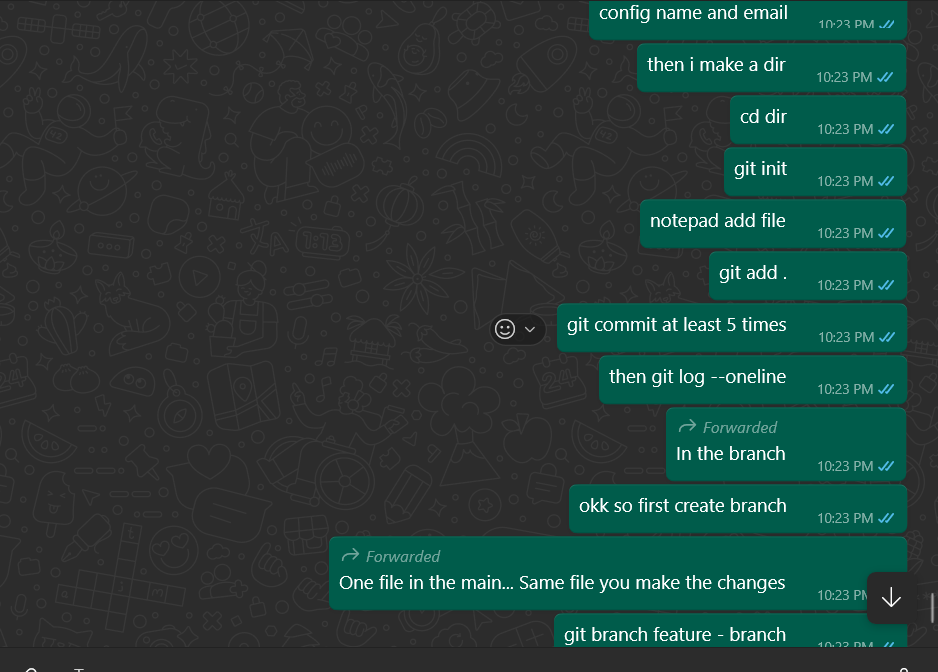 config name and email
10:23 PM
then i make a dir
10:23 PM
cd dir
10:23 PM
git init
10:23 PM
notepad add file
10:23 PM
git add .
10:23 PM
git commit at least 5 times
10:23 PM
then git log --oneline
10:23 PM
Forwarded
In the branch
10:23 PM
okk so first create branch
10:23 PM
Forwarded
One file in the main... Same file you make the changes
10:23 PM
git branch feature - branch
10:23 PM